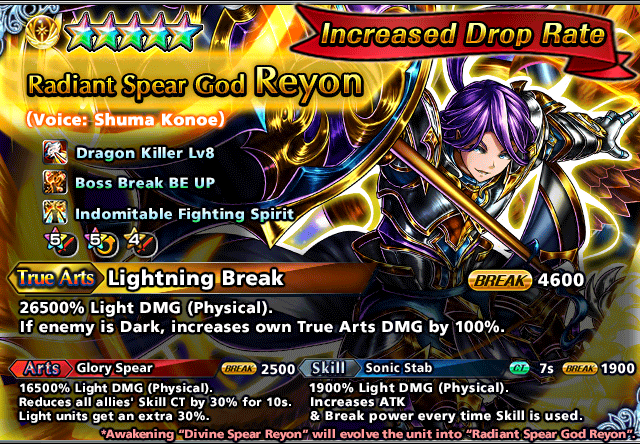 Increased Drop Rate
Radiant Spear God Reyon
(Voice: Shuma Konoe)
Dragon Killer Lv8
Boss Break BE UP
Indomitable Fighting Spirit
5 5 4
True Arts Lightning Break BREAK 4600
26500% Light DMG (Physical).
If enemy is Dark, increases own True Arts DMG by 100%.
Arts Glory Spear BREAK 2500
16500% Light DMG (Physical).
Reduces all allies' Skill CT by 30% for 10s.
Light units get an extra 30%.
Skill Sonic Stab CT 7s BREAK 1900
1900% Light DMG (Physical).
Increases ATK
& Break power every time Skill is used.
*Awakening "Divine Spear Reyon" will evolve the unit into "Radiant Spear God Reyon".